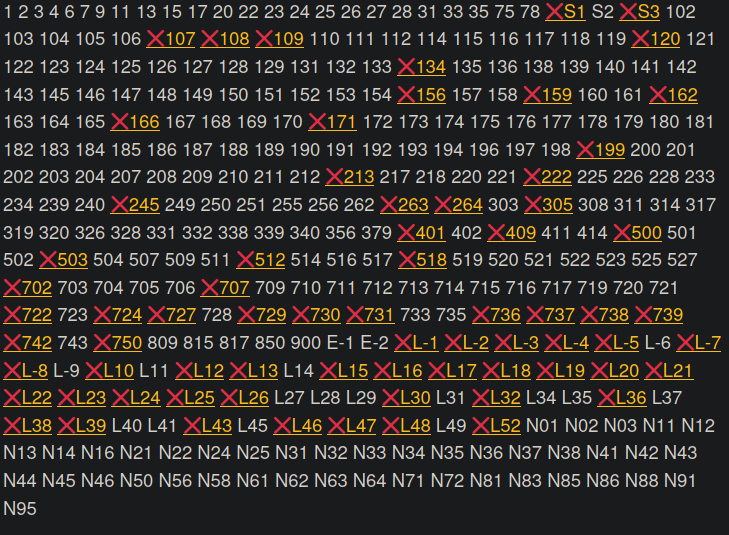 1 2 3 4 6 7 9 11 13 15 17 20 22 23 24 25 26 27 28 31 33 35 75 78 ❌S1 S2 ❌S3 102
103 104 105 106 ❌107 ❌108 ❌109 110 111 112 114 115 116 117 118 119 ❌120 121
122 123 124 125 126 127 128 129 131 132 133 ❌134 135 136 138 139 140 141 142
143 145 146 147 148 149 150 151 152 153 154 ❌156 157 158 ❌159 160 161 ❌162
163 164 165 ❌166 167 168 169 170 ❌171 172 173 174 175 176 177 178 179 180 181
182 183 184 185 186 187 188 189 190 191 192 193 194 196 197 198 ❌199 200 201
202 203 204 207 208 209 210 211 212 ❌213 217 218 220 221 ❌222 225 226 228 233
234 239 240 ❌245 249 250 251 255 256 262 ❌263 ❌264 303 ❌305 308 311 314 317
319 320 326 328 331 332 338 339 340 356 379 ❌401 402 ❌409 411 414 ❌500 501
502 ❌503 504 507 509 511 ❌512 514 516 517 ❌518 519 520 521 522 523 525 527
❌702 703 704 705 706 ❌707 709 710 711 712 713 714 715 716 717 719 720 721
❌722 723 ❌724 ❌727 728 ❌729 ❌730 ❌731 733 735 ❌736 ❌737 ❌738 ❌739
❌742 743 ❌750 809 815 817 850 900 E-1 E-2 ❌L-1 ❌L-2 ❌L-3 ❌L-4 ❌L-5 L-6 ❌L-7
❌L-8 L-9 ❌L10 L11 ❌L12 ❌L13 L14 ❌L15 ❌L16 ❌L17 ❌L18 ❌L19 ❌L20 ❌L21
❌L22 ❌L23 ❌L24 ❌L25 ❌L26 L27 L28 L29 ❌L30 L31 ❌L32 L34 L35 ❌L36 L37
❌L38 ❌L39 L40 L41 ❌L43 L45 ❌L46 ❌L47 ❌L48 L49 ❌L52 N01 N02 N03 N11 N12
N13 N14 N16 N21 N22 N24 N25 N31 N32 N33 N34 N35 N36 N37 N38 N41 N42 N43
N44 N45 N46 N50 N56 N58 N61 N62 N63 N64 N71 N72 N81 N83 N85 N86 N88 N91
N95